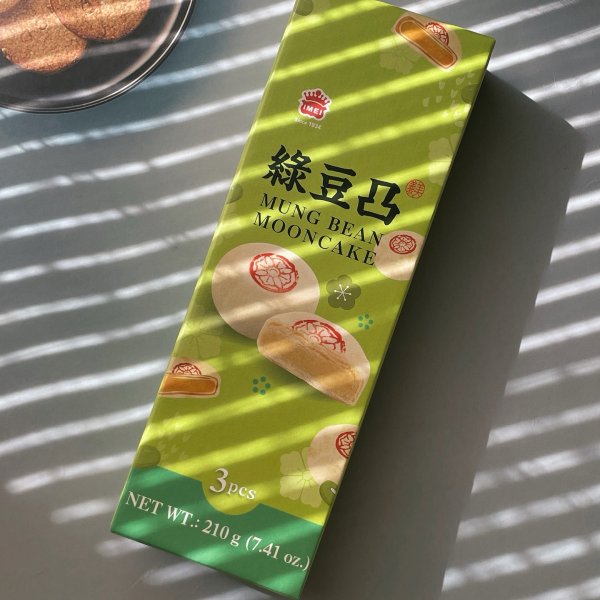 IMEI
Since 1934
綠豆凸
MUNG BEAN
MOONCAKE
3pcs
NET WT.: 210 g (7.41 oz.)